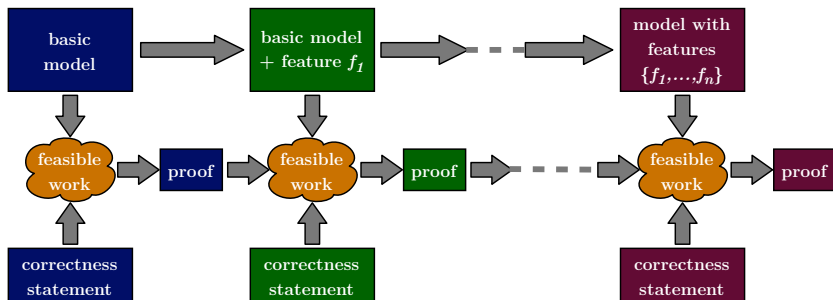 basic
model
basic model
+ feature f₁
model with
features
{f₁,...,fₙ}
feasible
work
proof
feasible
work
proof
feasible
work
proof
correctness
statement
correctness
statement
correctness
statement